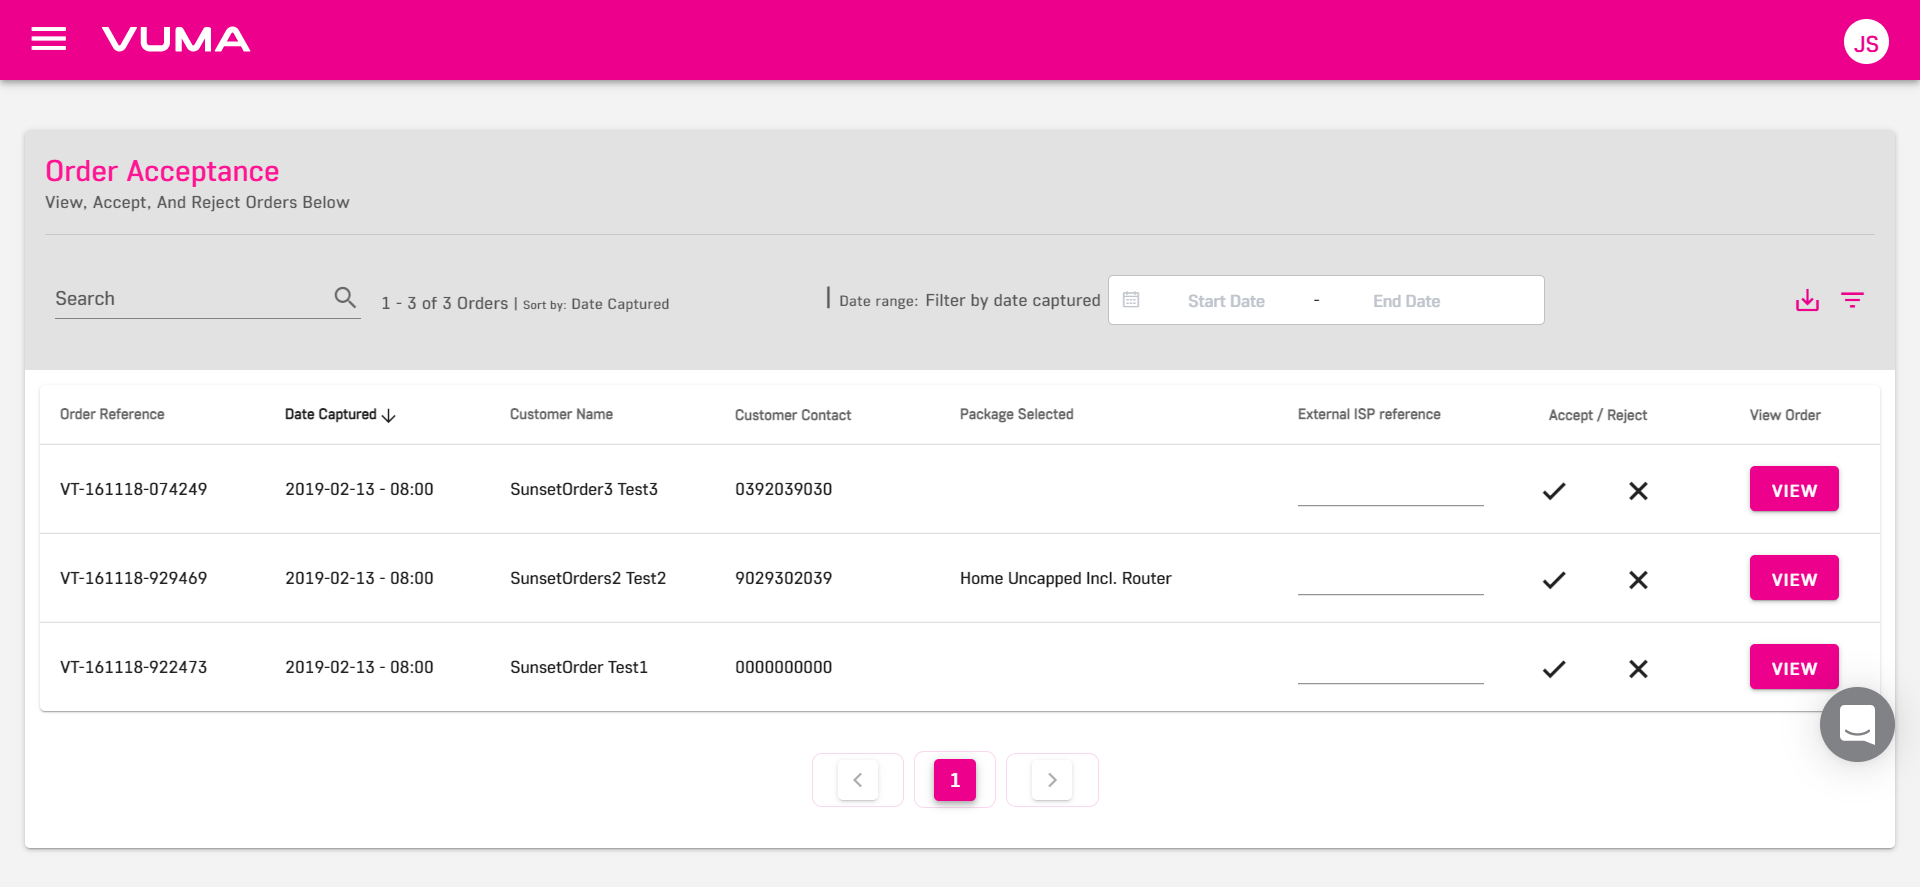 VUMA
JS
Order Acceptance
View, Accept, And Reject Orders Below
Search
1 - 3 of 3 Orders | Sort by: Date Captured
Date range: Filter by date captured
Start Date - End Date
Order Reference Date Captured Customer Name Customer Contact Package Selected External ISP reference Accept / Reject View Order
VT-161118-074249 2019-02-13 - 08:00 SunsetOrder3 Test3 0392039030 VIEW
VT-161118-929469 2019-02-13 - 08:00 SunsetOrders2 Test2 9029302039 Home Uncapped Incl. Router VIEW
VT-161118-922473 2019-02-13 - 08:00 SunsetOrder Test1 0000000000 VIEW
1